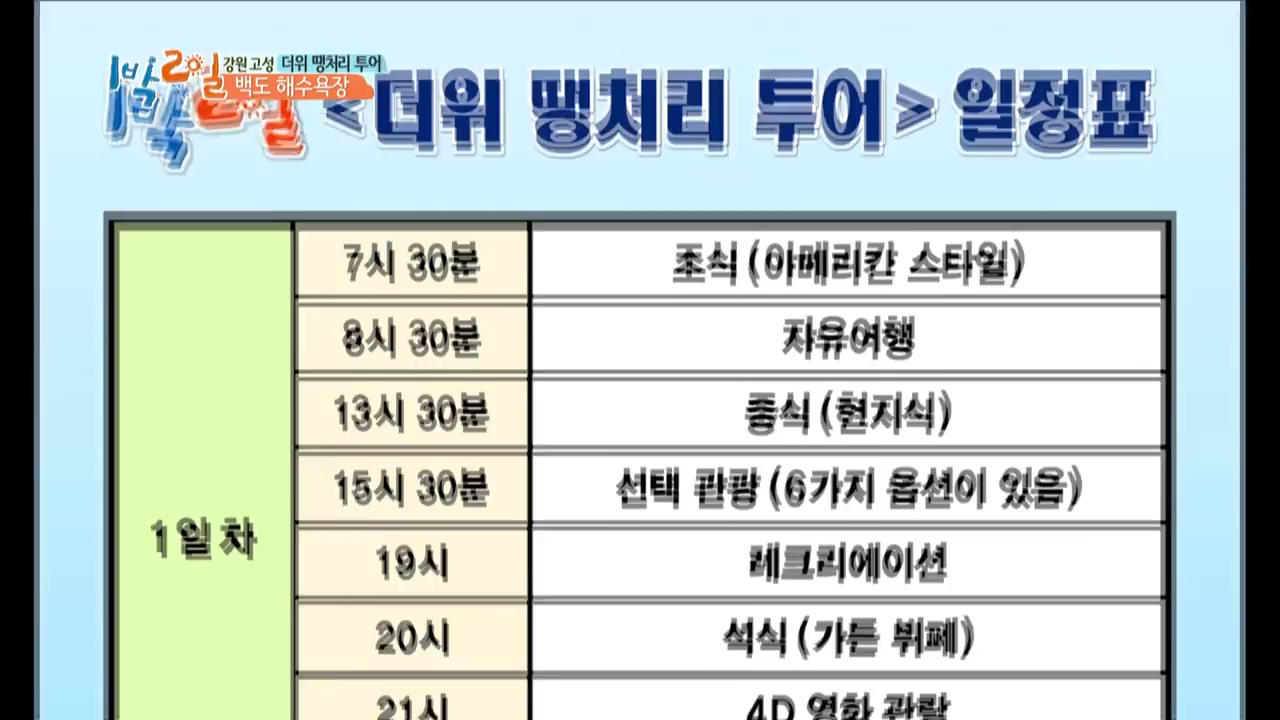 1박2일 강원 고성 더위 땡처리 투어
백도 해수욕장
1박2일 <더위 땡처리 투어> 일정표
1일차
7시 30분 조식 (아메리칸 스타일)
8시 30분 자유여행
13시 30분 중식 (현지식)
15시 30분 선택 관광 (6가지 옵션이 있음)
19시 레크리에이션
20시 석식 (가든 뷔페)
21시 4D 영화 관람